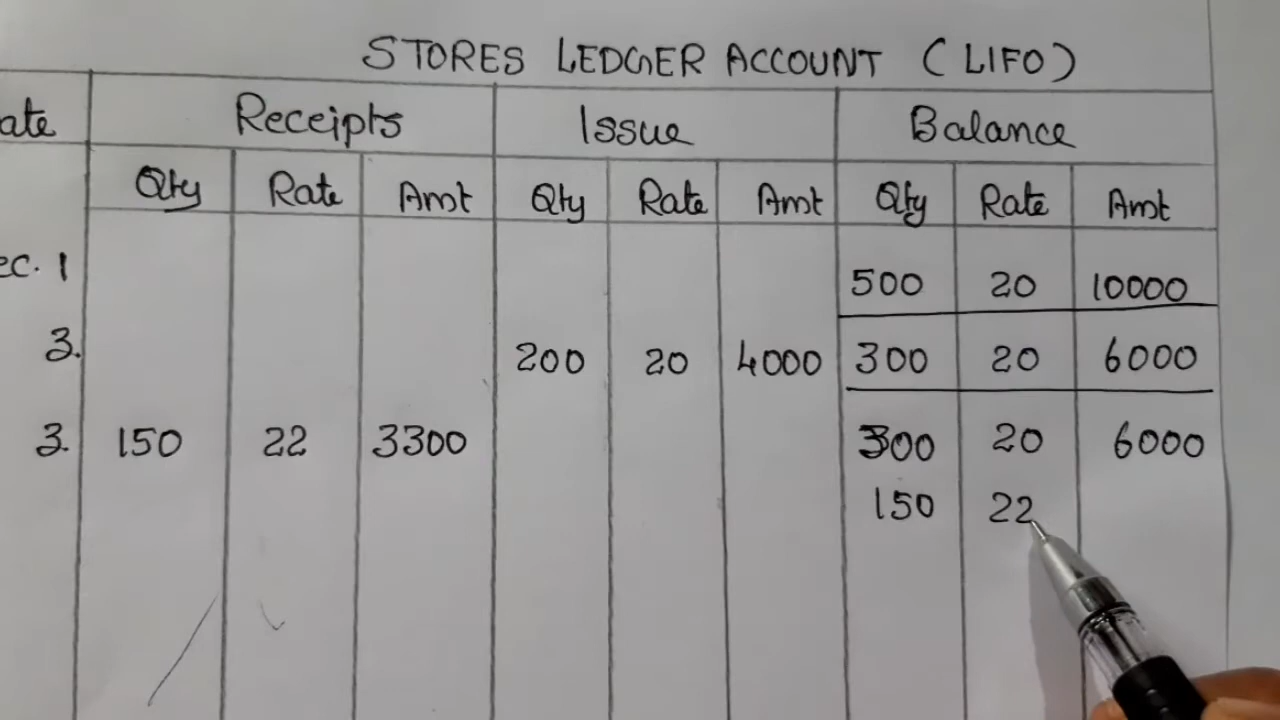 STORES LEDGER ACCOUNT (LIFO)
ate Receipts Issue Balance
Qty Rate Amt Qty Rate Amt Qty Rate Amt
ec. 1 500 20 10000
3. 200 20 4000 300 20 6000
3. 150 22 3300 300 20 6000
150 22